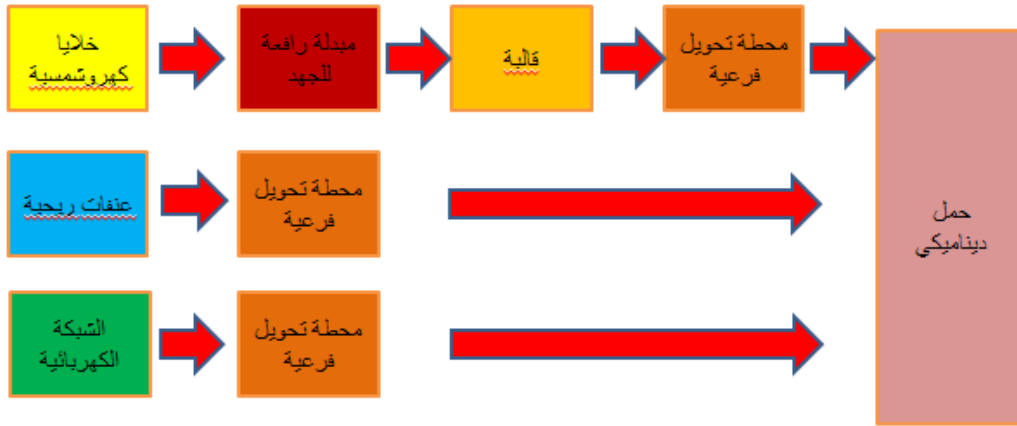 خلايا
كهروشمسية
مبدلة رافعة
للجهد
قالبة
محطة تحويل
فرعية
عنفات ريحية
محطة تحويل
فرعية
حمل
ديناميكي
الشبكة
الكهربائية
محطة تحويل
فرعية